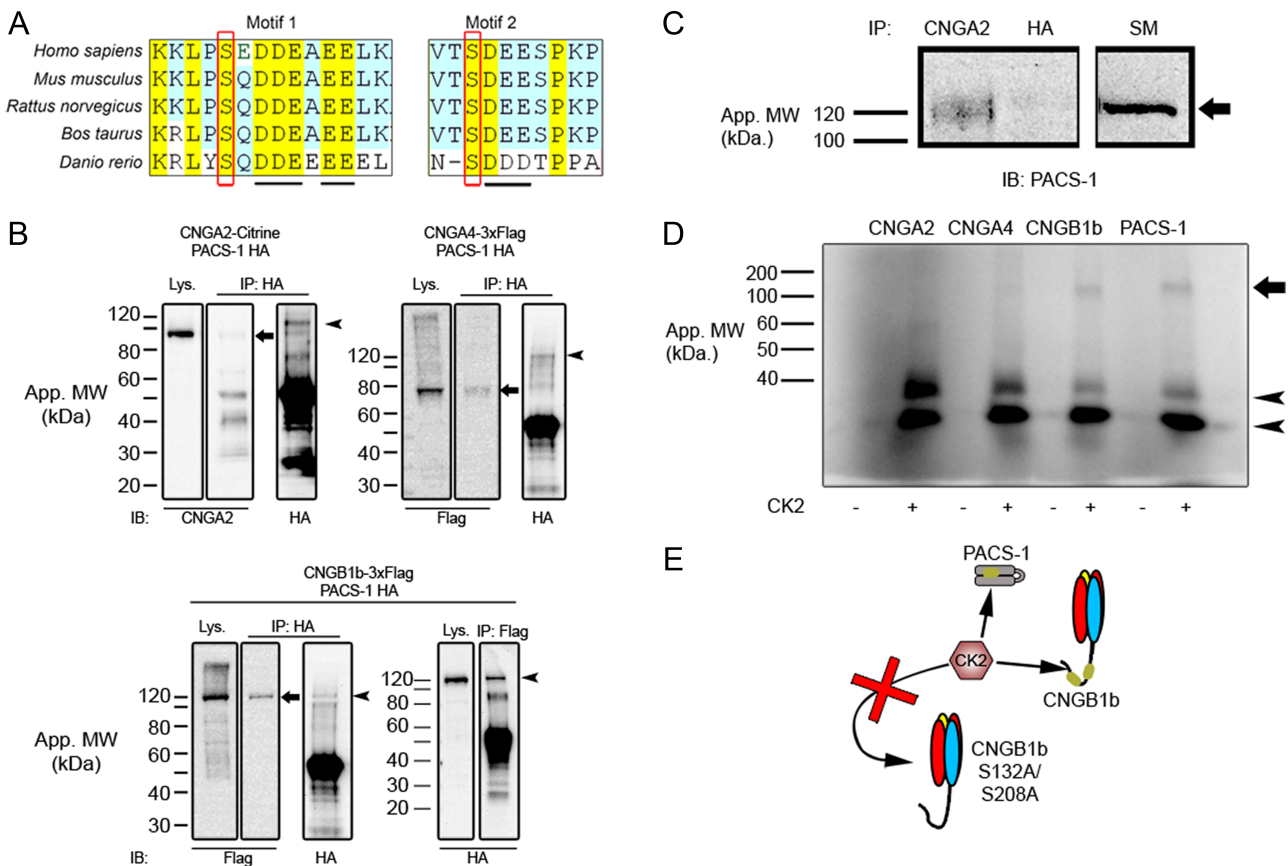 A
Motif 1
Motif 2
Homo sapiens KKLPSEDDEAEELK VTSDEESPKP
Mus musculus KKLPSQDDEAEELK VTSDEESPKP
Rattus norvegicus KKLPSQDDEAEELK VTSDEESPKP
Bos taurus KRLPSQDDEAEELK VTSDEESPKP
Danio rerio KRLYSQDDEEEEEL N-SDDDTPPA
B
CNGA2-Citrine
PACS-1 HA
Lys. IP: HA
120
80
60
40
30
20
App. MW
(kDa)
IB: CNGA2 HA
CNGA4-3xFlag
PACS-1 HA
Lys. IP: HA
120
80
60
40
30
Flag HA
CNGB1b-3xFlag
PACS-1 HA
Lys. IP: HA
120
80
60
40
30
App. MW
(kDa)
IB: Flag HA
Lys. IP: Flag
120
80
60
40
30
20
HA
C
IP: CNGA2 HA SM
App. MW
(kDa.)
120
100
IB: PACS-1
D
CNGA2 CNGA4 CNGB1b PACS-1
App. MW
(kDa.)
200
100
60
50
40
CK2 - + - + - + - +
E
PACS-1
CK2
CNGB1b
CNGB1b
S132A/
S208A